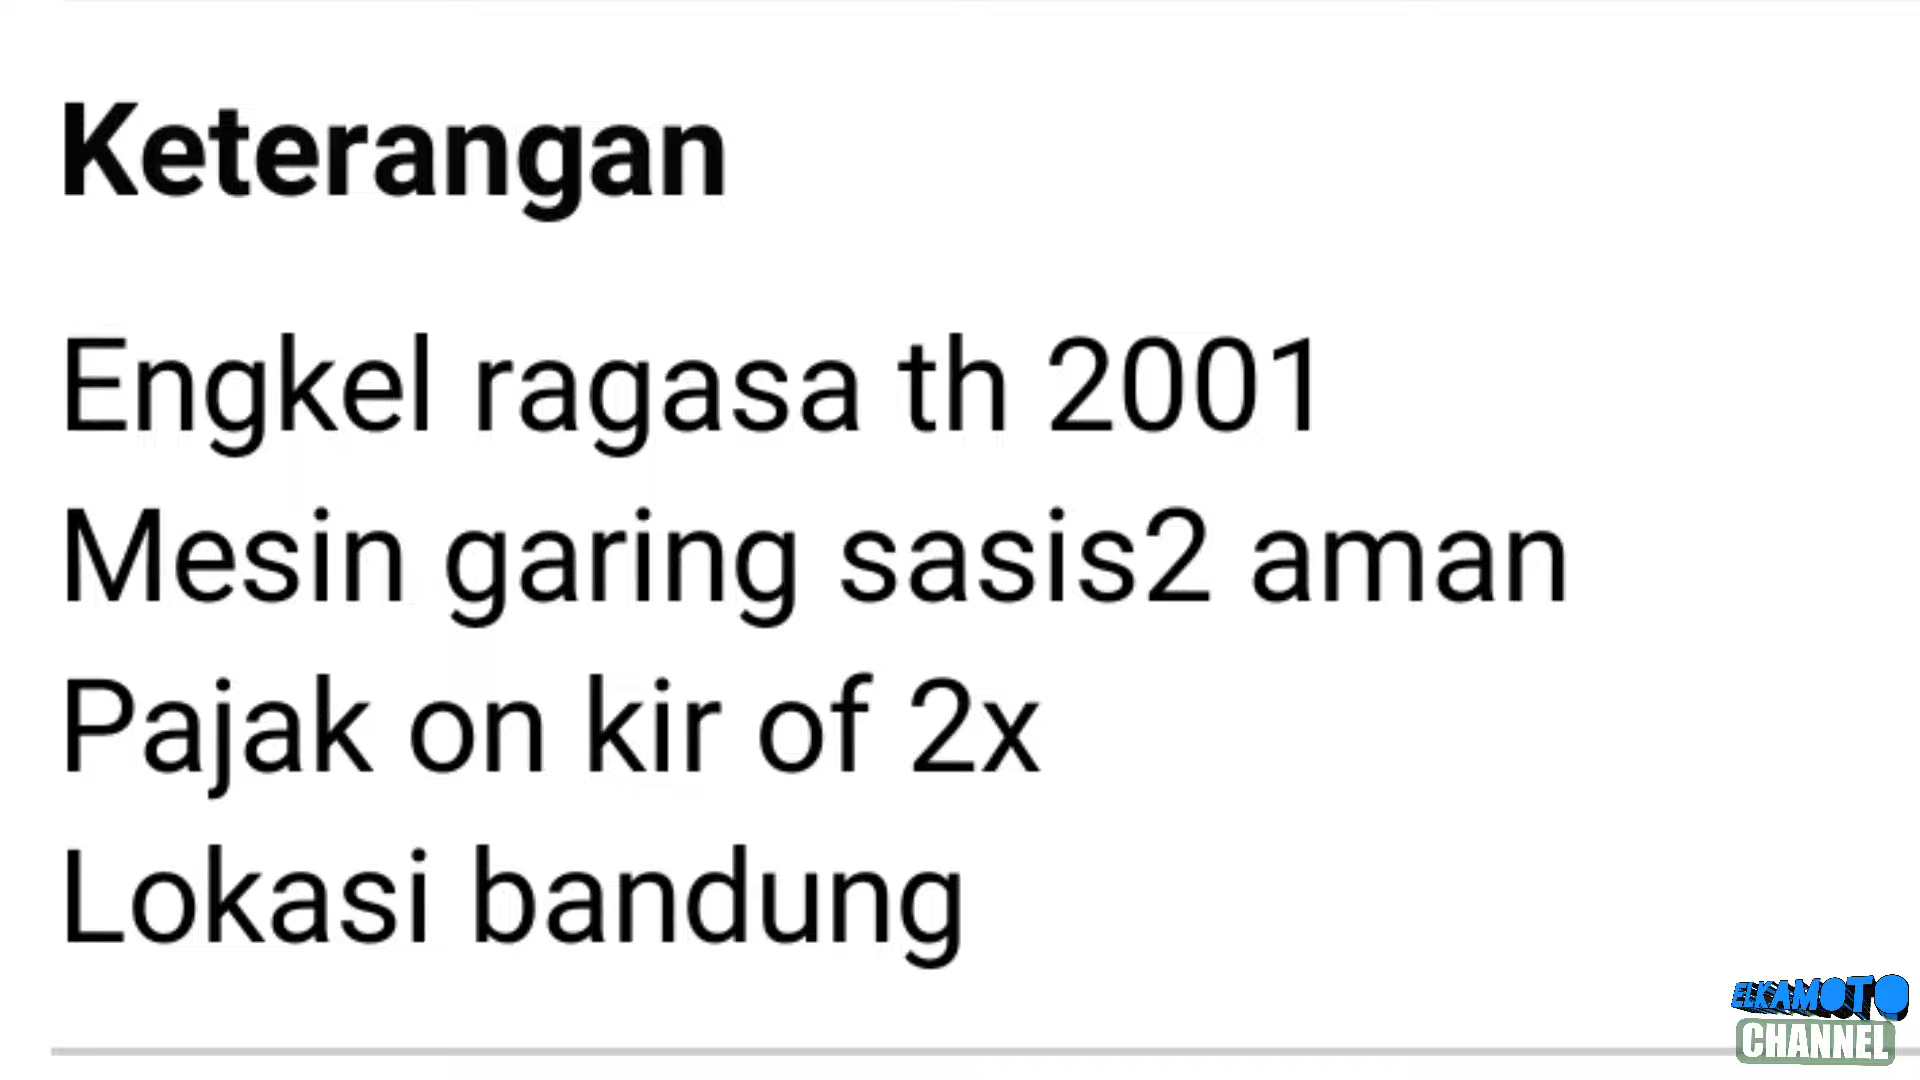 Keterangan
Engkel ragasa th 2001
Mesin garing sasis2 aman
Pajak on kir of 2x
Lokasi bandung
ELKAMOTO
CHANNEL